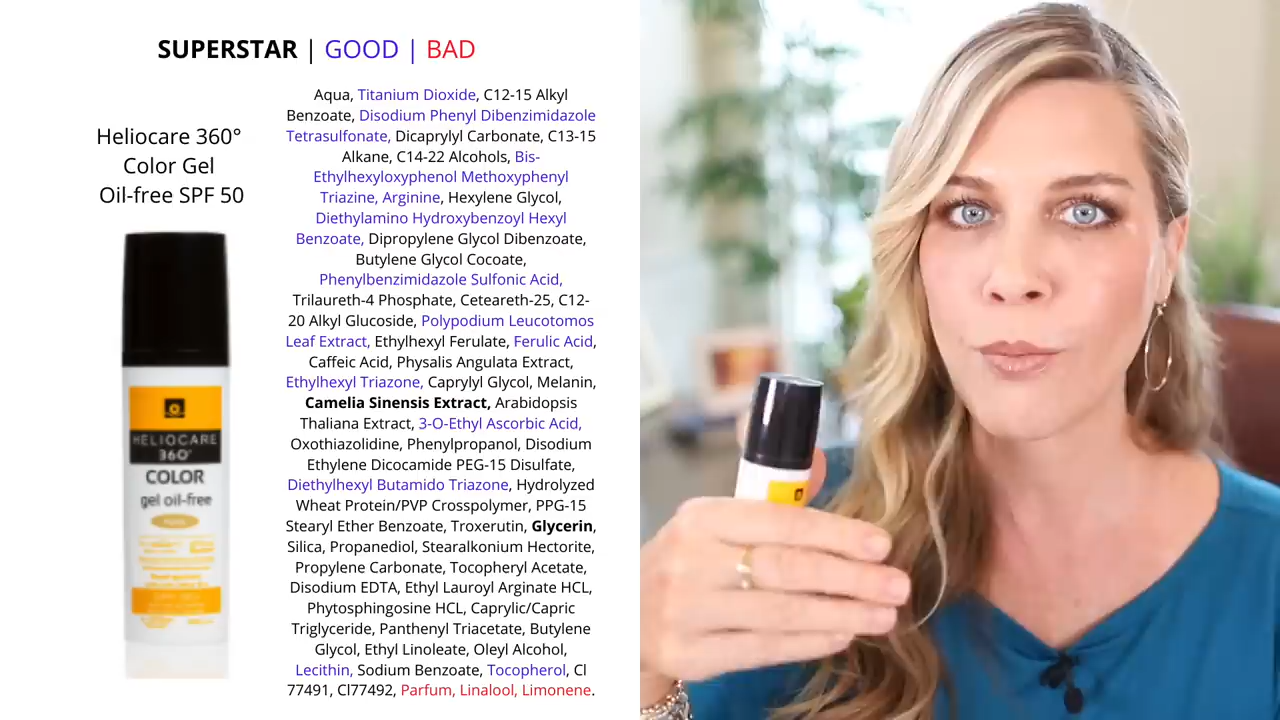 SUPERSTAR | GOOD | BAD
Heliocare 360°
Color Gel
Oil-free SPF 50
HELIOCARE
360°
COLOR
gel oil-free
Aqua, Titanium Dioxide, C12-15 Alkyl
Benzoate, Disodium Phenyl Dibenzimidazole
Tetrasulfonate, Dicaprylyl Carbonate, C13-15
Alkane, C14-22 Alcohols, Bis-
Ethylhexyloxyphenol Methoxyphenyl
Triazine, Arginine, Hexylene Glycol,
Diethylamino Hydroxybenzoyl Hexyl
Benzoate, Dipropylene Glycol Dibenzoate,
Butylene Glycol Cocoate,
Phenylbenzimidazole Sulfonic Acid,
Trilaureth-4 Phosphate, Ceteareth-25, C12-
20 Alkyl Glucoside, Polypodium Leucotomos
Leaf Extract, Ethylhexyl Ferulate, Ferulic Acid,
Caffeic Acid, Physalis Angulata Extract,
Ethylhexyl Triazone, Caprylyl Glycol, Melanin,
Camelia Sinensis Extract, Arabidopsis
Thaliana Extract, 3-O-Ethyl Ascorbic Acid,
Oxothiazolidine, Phenylpropanol, Disodium
Ethylene Dicocamide PEG-15 Disulfate,
Diethylhexyl Butamido Triazone, Hydrolyzed
Wheat Protein/PVP Crosspolymer, PPG-15
Stearyl Ether Benzoate, Troxerutin, Glycerin,
Silica, Propanediol, Stearalkonium Hectorite,
Propylene Carbonate, Tocopheryl Acetate,
Disodium EDTA, Ethyl Lauroyl Arginate HCL,
Phytosphingosine HCL, Caprylic/Capric
Triglyceride, Panthenyl Triacetate, Butylene
Glycol, Ethyl Linoleate, Oleyl Alcohol,
Lecithin, Sodium Benzoate, Tocopherol, Cl
77491, Cl77492, Parfum, Linalool, Limonene.